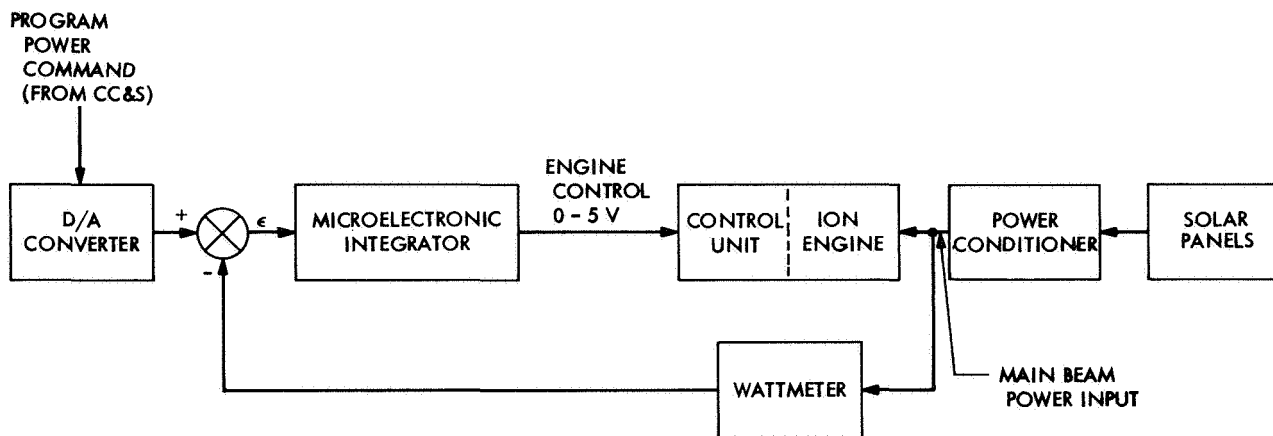 PROGRAM
POWER
COMMAND
(FROM CC&S)
D/A
CONVERTER
+
-
ϵ
MICROELECTRONIC
INTEGRATOR
ENGINE
CONTROL
0 - 5 V
CONTROL
UNIT
ION
ENGINE
POWER
CONDITIONER
SOLAR
PANELS
WATTMETER
MAIN BEAM
POWER INPUT